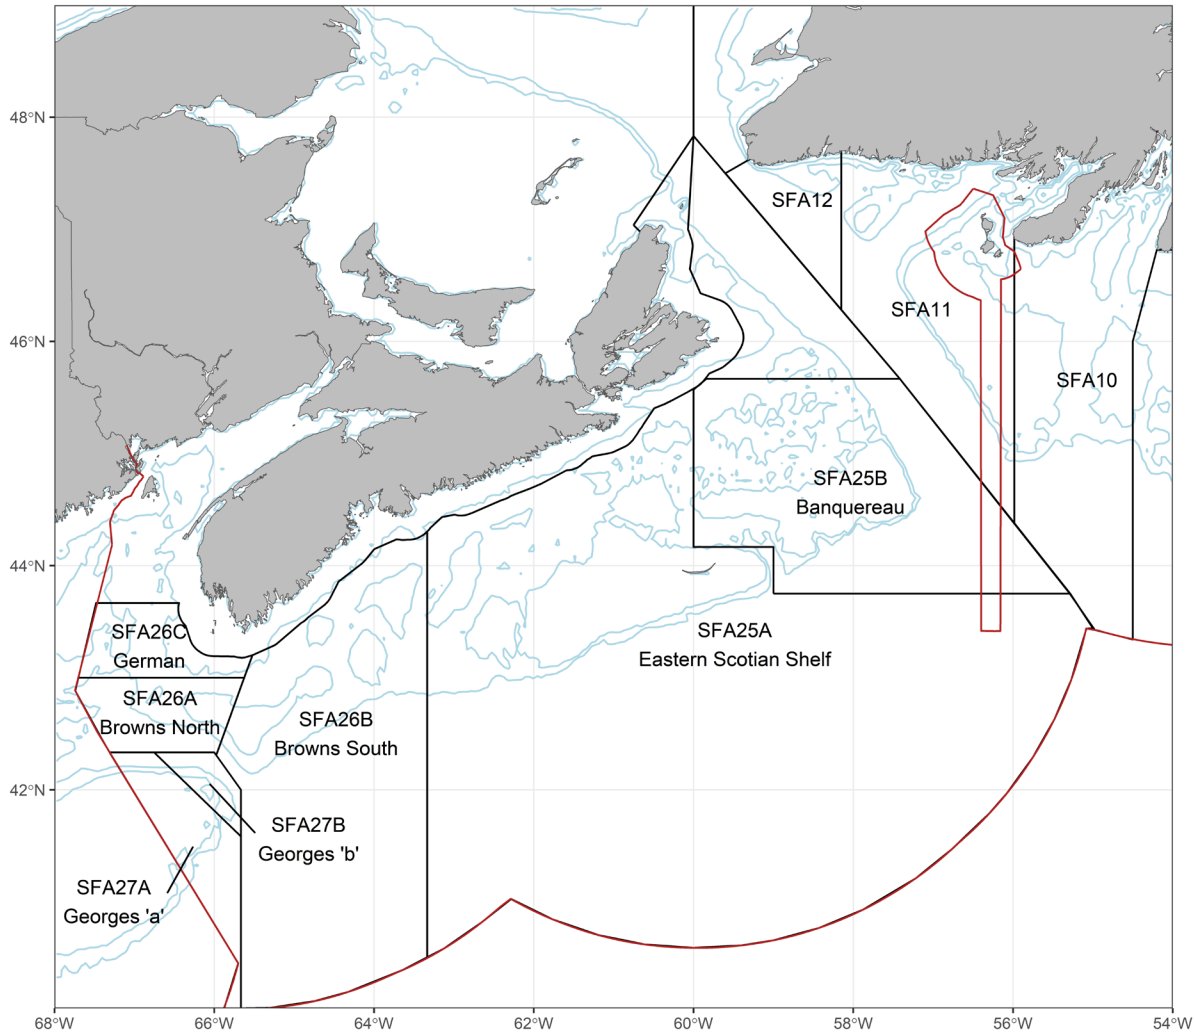 48°N
46°N
44°N
42°N
SFA12
SFA11
SFA10
SFA25B
Banquereau
SFA25A
Eastern Scotian Shelf
SFA26C
German
SFA26A
Browns North
SFA26B
Browns South
SFA27B
Georges 'b'
SFA27A
Georges 'a'
68°W
66°W
64°W
62°W
60°W
58°W
56°W
54°W